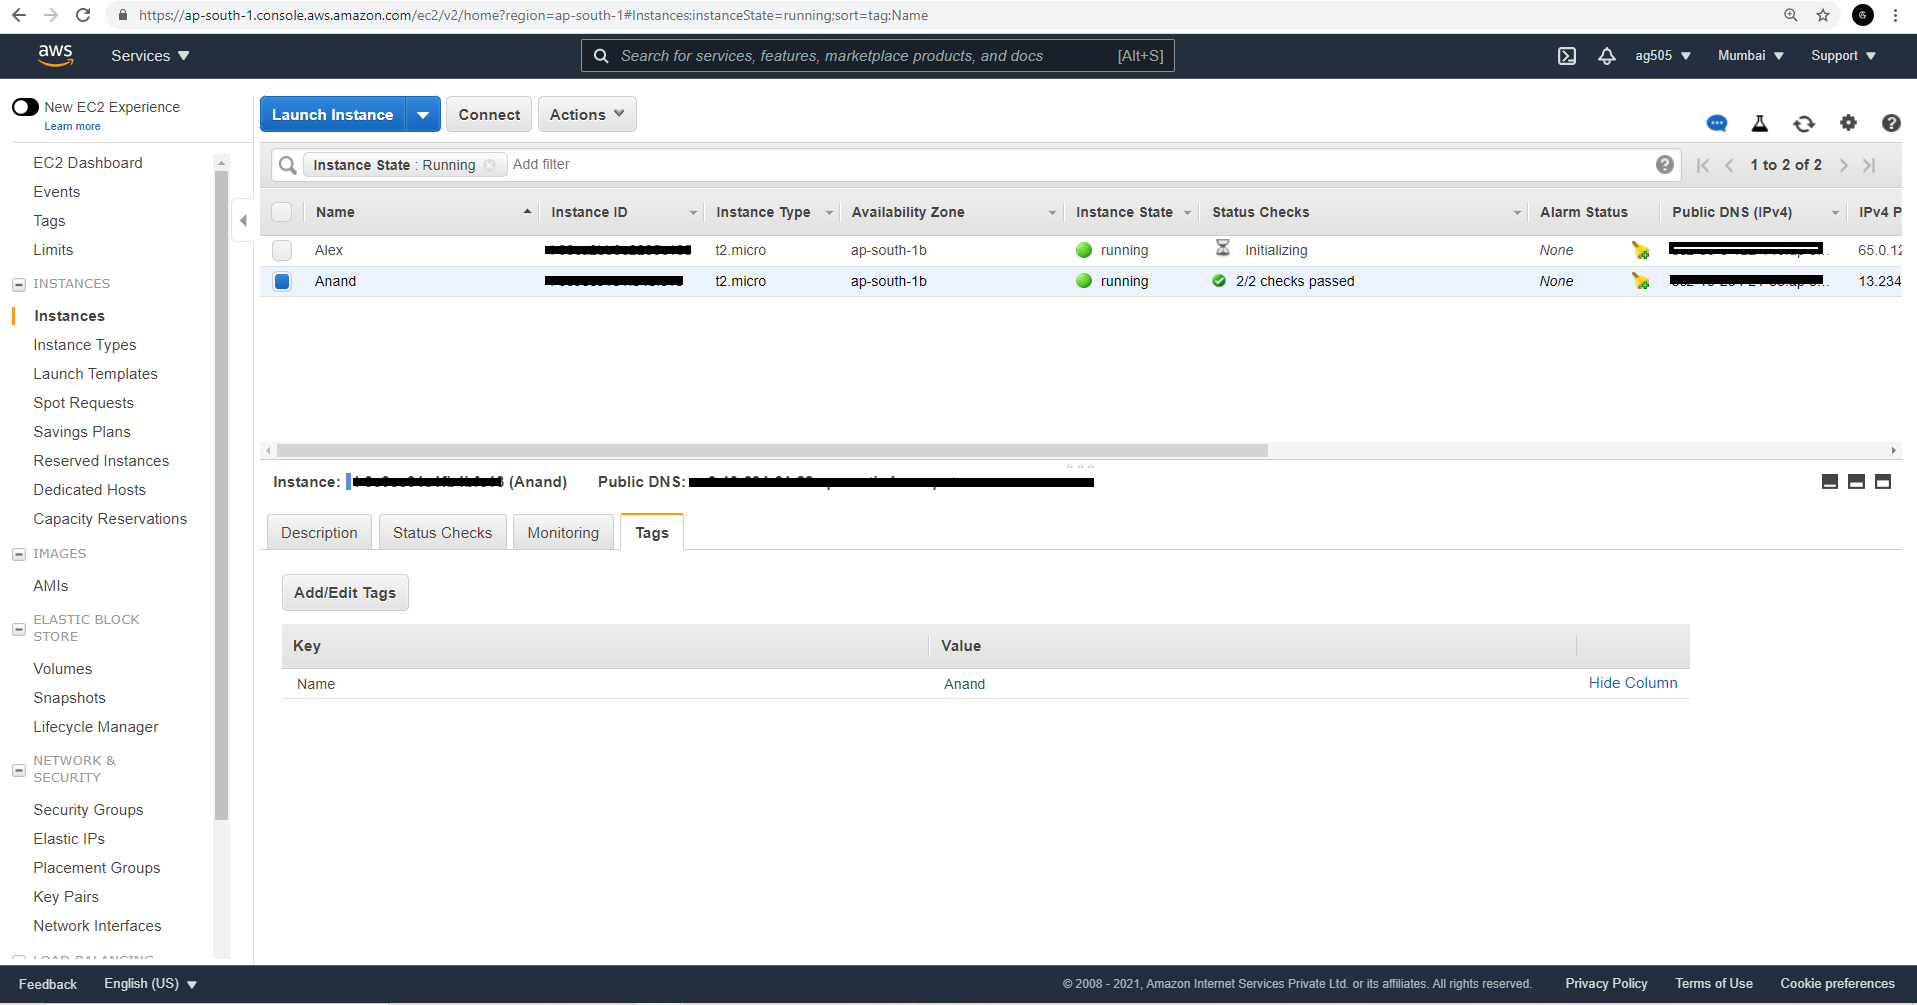 https://ap-south-1.console.aws.amazon.com/ec2/v2/home?region=ap-south-1#Instances:instanceState=running;sort=tag:Name
aws
Services
Search for services, features, marketplace products, and docs [Alt+S]
ag505
Mumbai
Support
New EC2 Experience
Learn more
EC2 Dashboard
Events
Tags
Limits
INSTANCES
Instances
Instance Types
Launch Templates
Spot Requests
Savings Plans
Reserved Instances
Dedicated Hosts
Capacity Reservations
IMAGES
AMIs
ELASTIC BLOCK
STORE
Volumes
Snapshots
Lifecycle Manager
NETWORK &
SECURITY
Security Groups
Elastic IPs
Placement Groups
Key Pairs
Network Interfaces
LOAD BALANCING
Launch Instance
Connect
Actions
Instance State : Running Add filter
1 to 2 of 2
Name Instance ID Instance Type Availability Zone Instance State Status Checks Alarm Status Public DNS (IPv4) IPv4 P
Alex t2.micro ap-south-1b running Initializing None 65.0.12
Anand t2.micro ap-south-1b running 2/2 checks passed None 13.234
Instance: (Anand) Public DNS:
Description Status Checks Monitoring Tags
Add/Edit Tags
Key Value
Name Anand Hide Column
Feedback English (US) © 2008 - 2021, Amazon Internet Services Private Ltd. or its affiliates. All rights reserved. Privacy Policy Terms of Use Cookie preferences